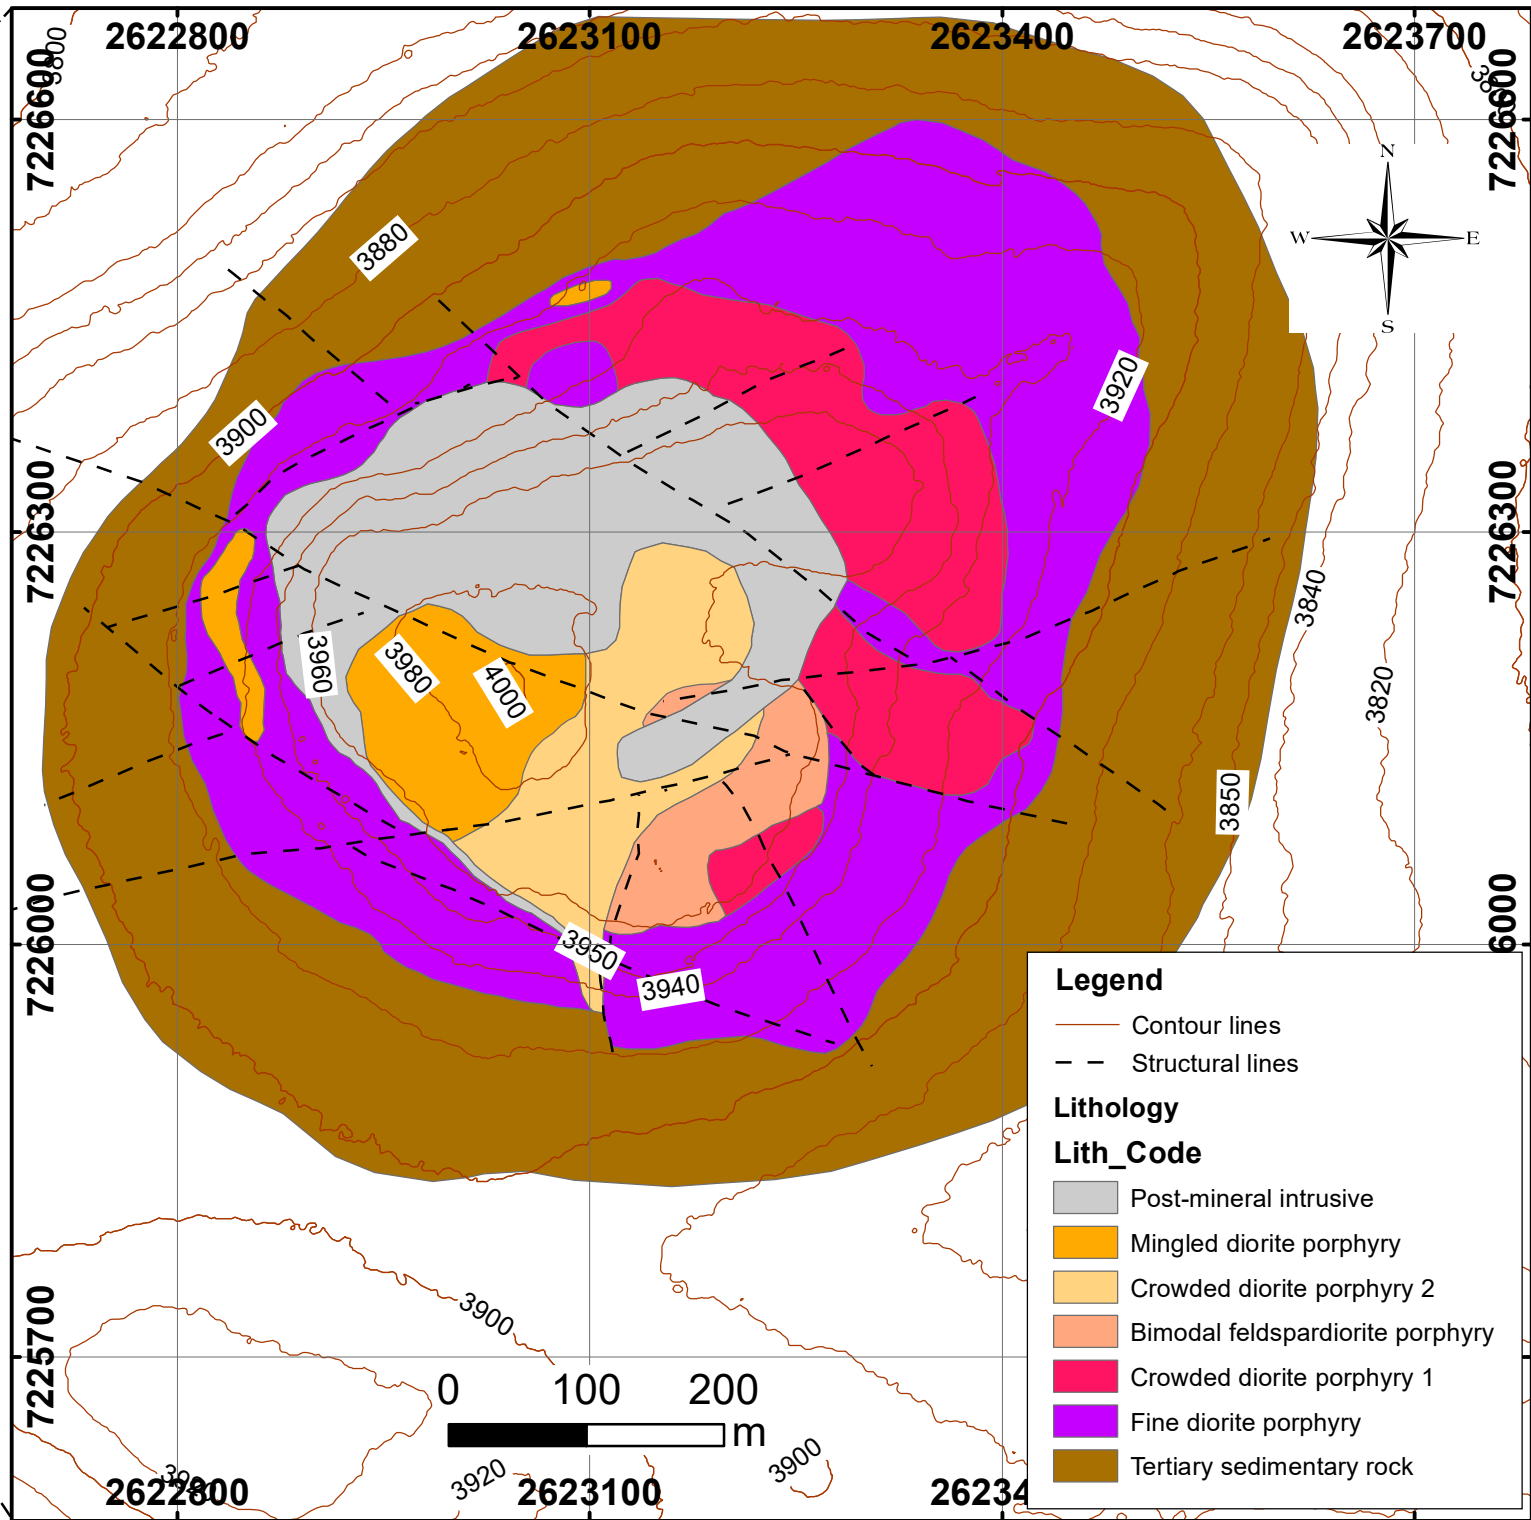 2622800
2623100
2623400
2623700
3800
7226600
7226600
N
W
E
S
3880
3920
3900
7226300
7226300
3840
3960
3980
4000
3820
3850
7226000
6000
3950
3940
Legend
Contour lines
Structural lines
Lithology
Lith_Code
Post-mineral intrusive
Mingled diorite porphyry
Crowded diorite porphyry 2
Bimodal feldspardiorite porphyry
Crowded diorite porphyry 1
Fine diorite porphyry
Tertiary sedimentary rock
3900
7225700
0 100 200
m
3920
3900
2622800
2623100
26234